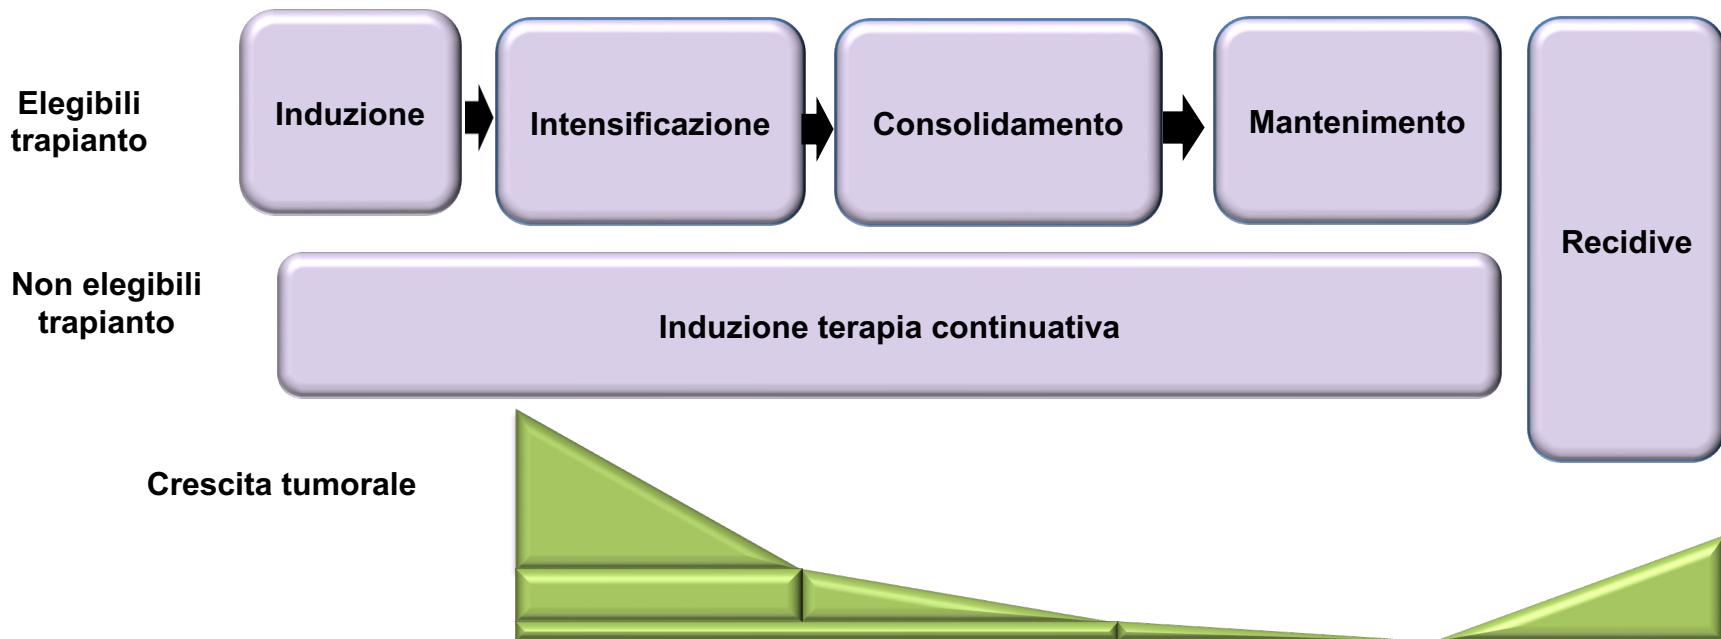 Elegibili
trapianto
Induzione
Intensificazione
Consolidamento
Mantenimento
Recidive
Non elegibili
trapianto
Induzione terapia continuativa
Crescita tumorale